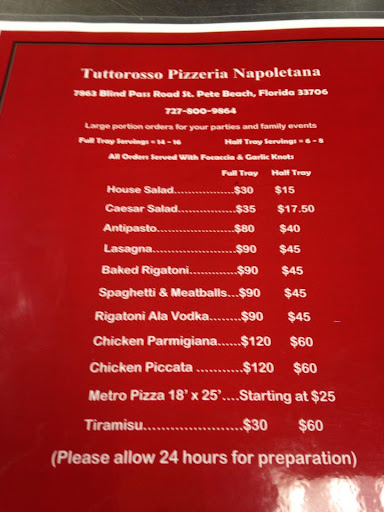 Tuttorosso Pizzeria Napoletana
7863 Blind Pass Road St. Pete Beach, Florida 33706
727-800-9864
Large portion orders for your parties and family events
Full Tray Servings = 14 - 16 Half Tray Servings = 6 - 8
All Orders Served With Focaccia & Garlic Knots
Full Tray Half Tray
House Salad.................$30 $15
Caesar Salad................$35 $17.50
Antipasto......................$80 $40
Lasagna........................$90 $45
Baked Rigatoni.............$90 $45
Spaghetti & Meatballs...$90 $45
Rigatoni Ala Vodka........$90 $45
Chicken Parmigiana......$120 $60
Chicken Piccata ...........$120 $60
Metro Pizza 18' x 25'....Starting at $25
Tiramisu......................$30 $60
(Please allow 24 hours for preparation)